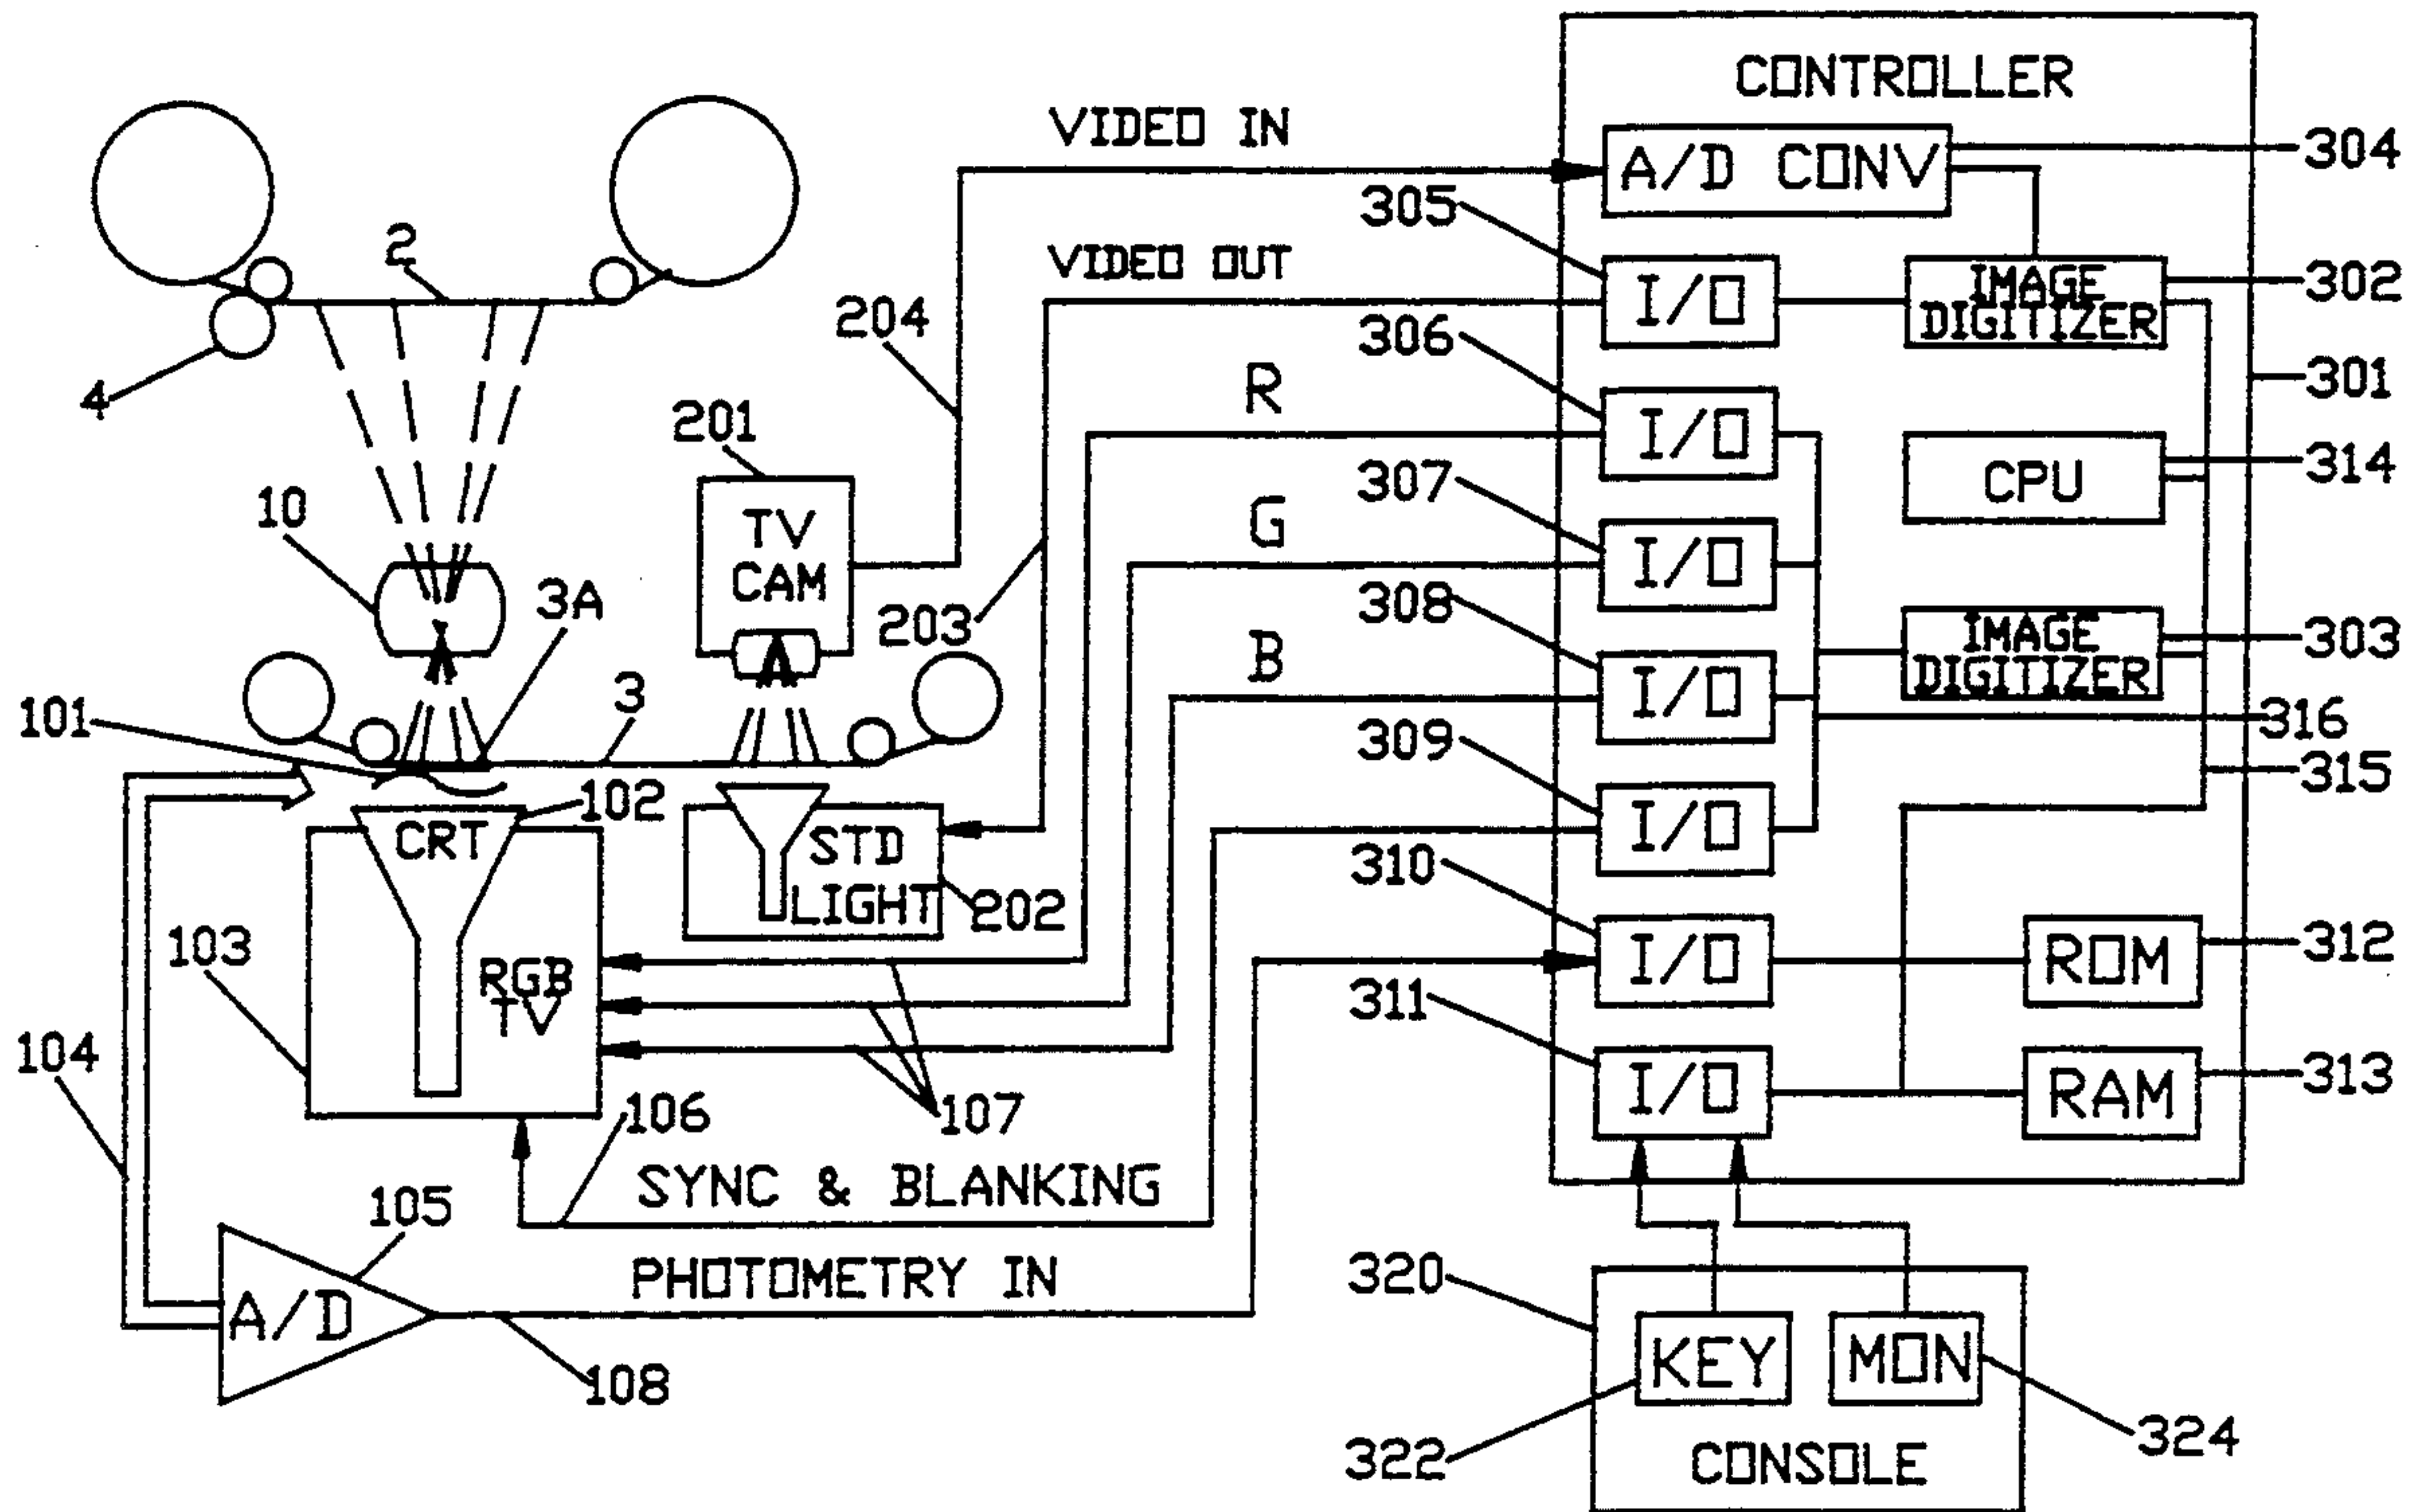 CONTROLLER
VIDEO IN
A/D CONV
304
305
2
VIDEO OUT
I/O
IMAGE
DIGITIZER
302
204
306
4
R
I/O
301
201
CPU
314
10
307
TV
CAM
G
I/O
3A
308
203
IMAGE
DIGITIZER
303
B
I/O
101
3
309
316
315
102
CRT
STD
LIGHT
202
I/O
310
103
RGB
TV
I/O
ROM
312
311
104
107
106
I/O
RAM
313
SYNC & BLANKING
105
PHOTOMETRY IN
320
A/D
108
KEY
MON
322
324
CONSOLE